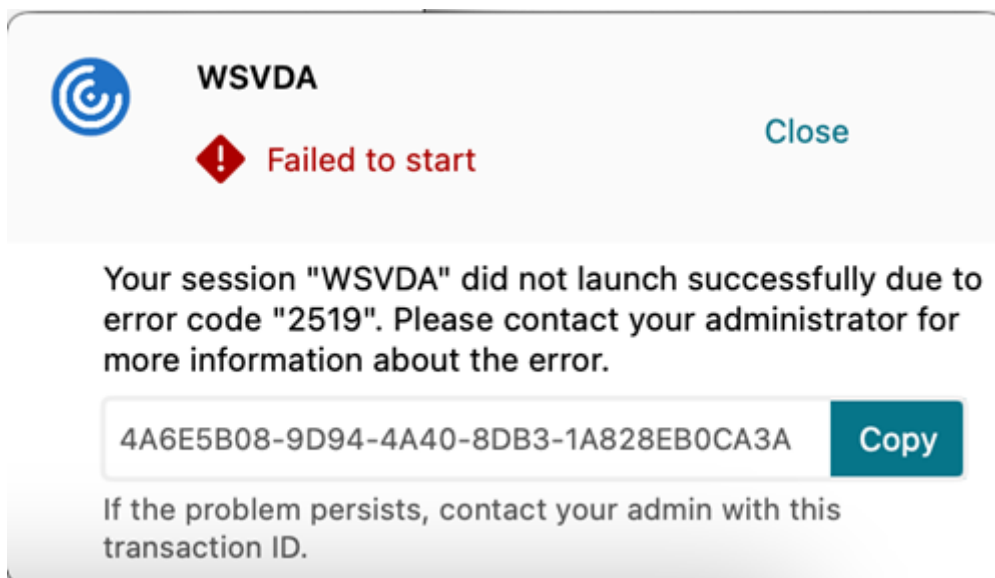 WSVDA
Close
Failed to start
Your session "WSVDA" did not launch successfully due to
error code "2519". Please contact your administrator for
more information about the error.
4A6E5B08-9D94-4A40-8DB3-1A828EB0CA3A
Copy
If the problem persists, contact your admin with this
transaction ID.